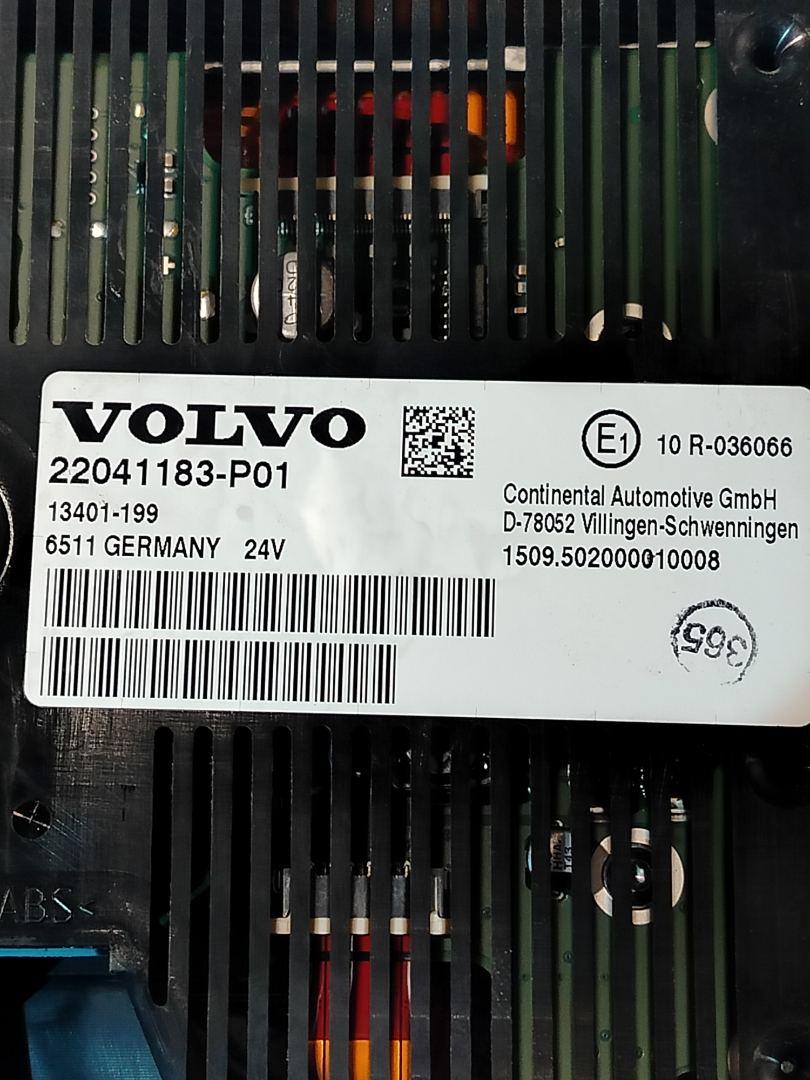 VOLVO
22041183-P01
13401-199
6511 GERMANY 24V
E1 10 R-036066
Continental Automotive GmbH
D-78052 Villingen-Schwenningen
1509.502000010008
365
ABS<